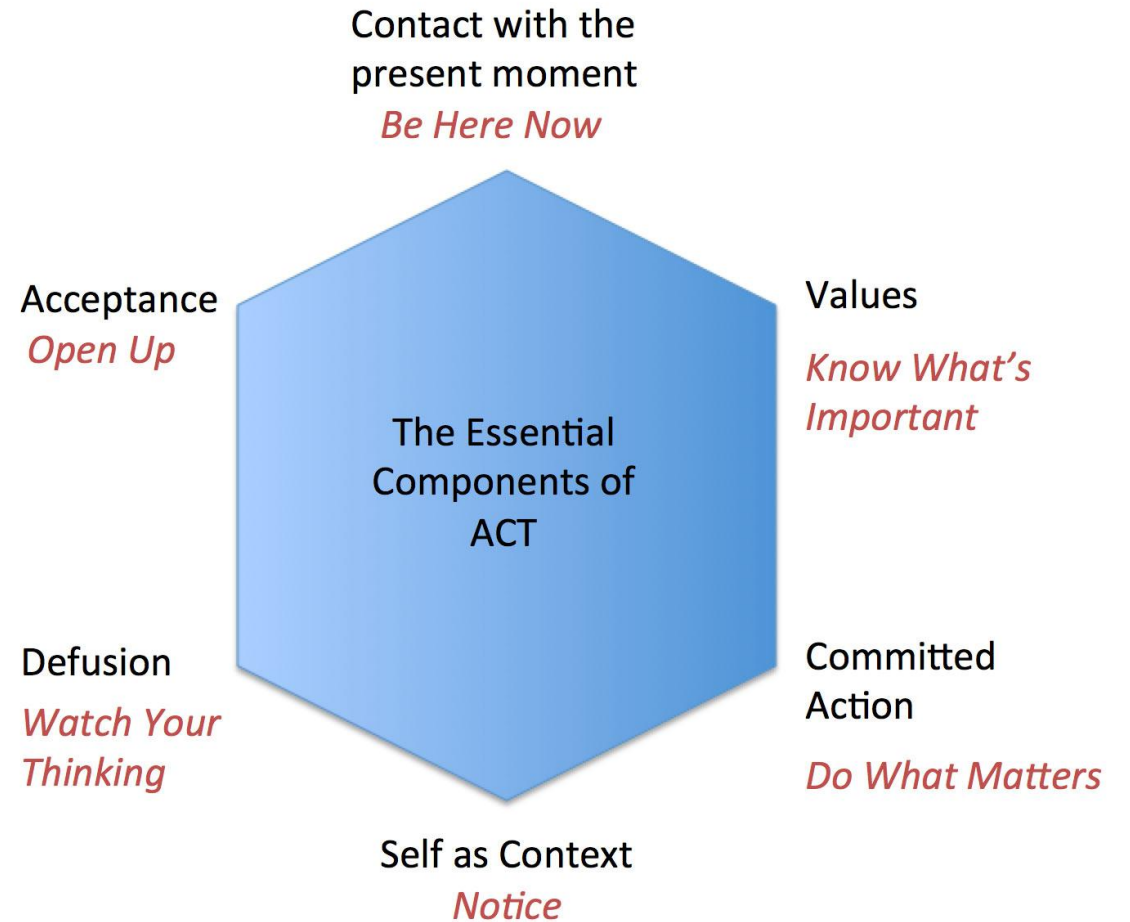 Contact with the
present moment
Be Here Now
Acceptance
Open Up
Values
Know What’s
Important
The Essential
Components of
ACT
Defusion
Watch Your
Thinking
Committed
Action
Do What Matters
Self as Context
Notice